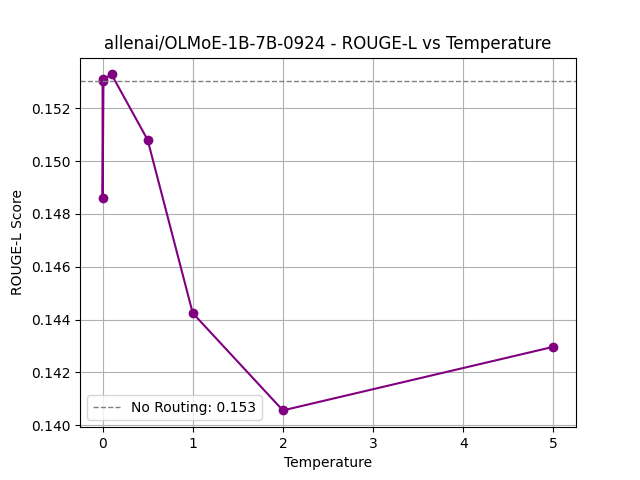 allenai/OLMoE-1B-7B-0924 - ROUGE-L vs Temperature
ROUGE-L Score
0.152
0.150
0.148
0.146
0.144
0.142
0.140
No Routing: 0.153
0 1 2 3 4 5
Temperature